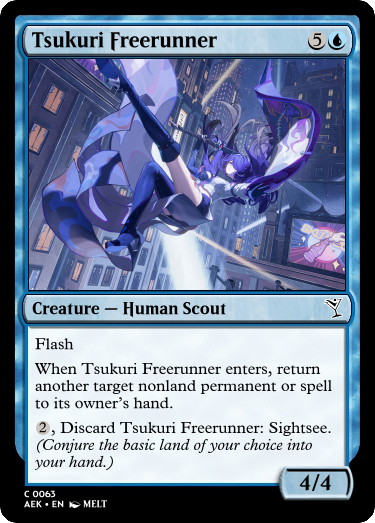 Tsukuri Freerunner 5
Creature — Human Scout
Flash
When Tsukuri Freerunner enters, return
another target nonland permanent or spell
to its owner's hand.
2, Discard Tsukuri Freerunner: Sightsee.
(Conjure the basic land of your choice into
your hand.)
4/4
C 0063
AEK • EN MELT